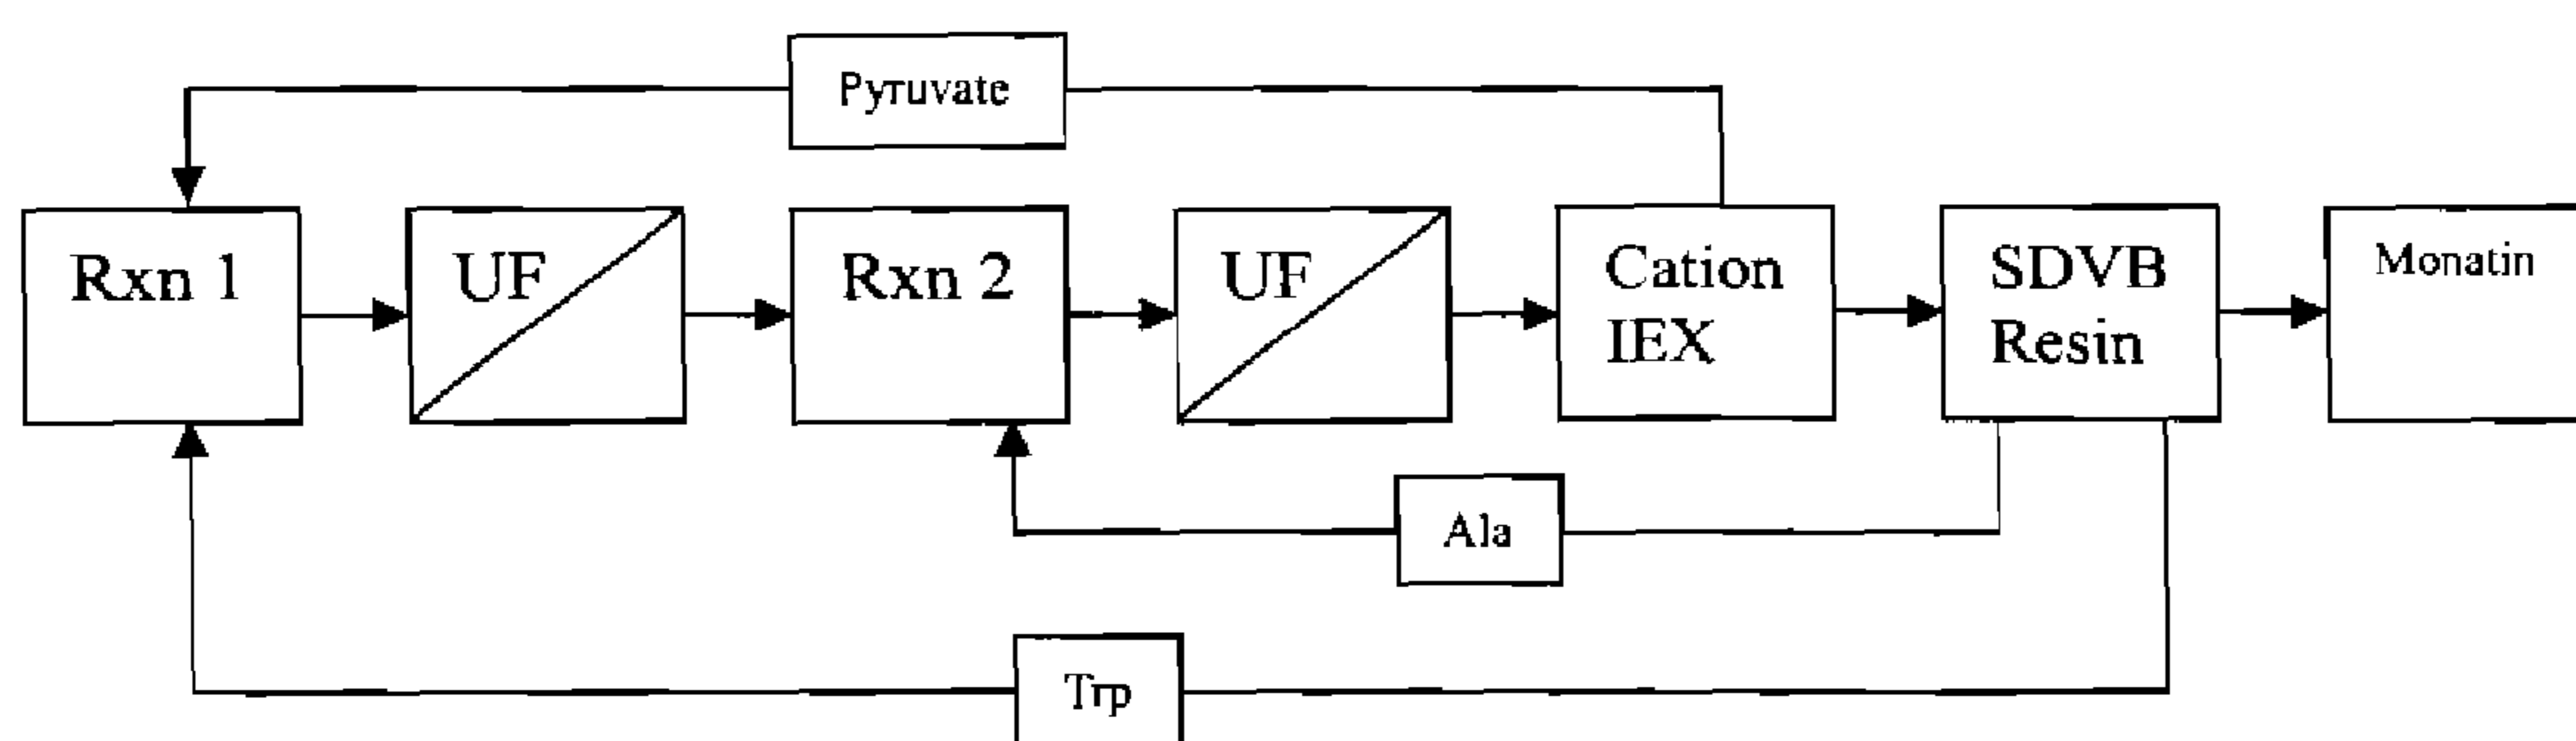 Pyruvate
Rxn 1
UF
Rxn 2
UF
Cation
IEX
SDVB
Resin
Monatin
Ala
Trp